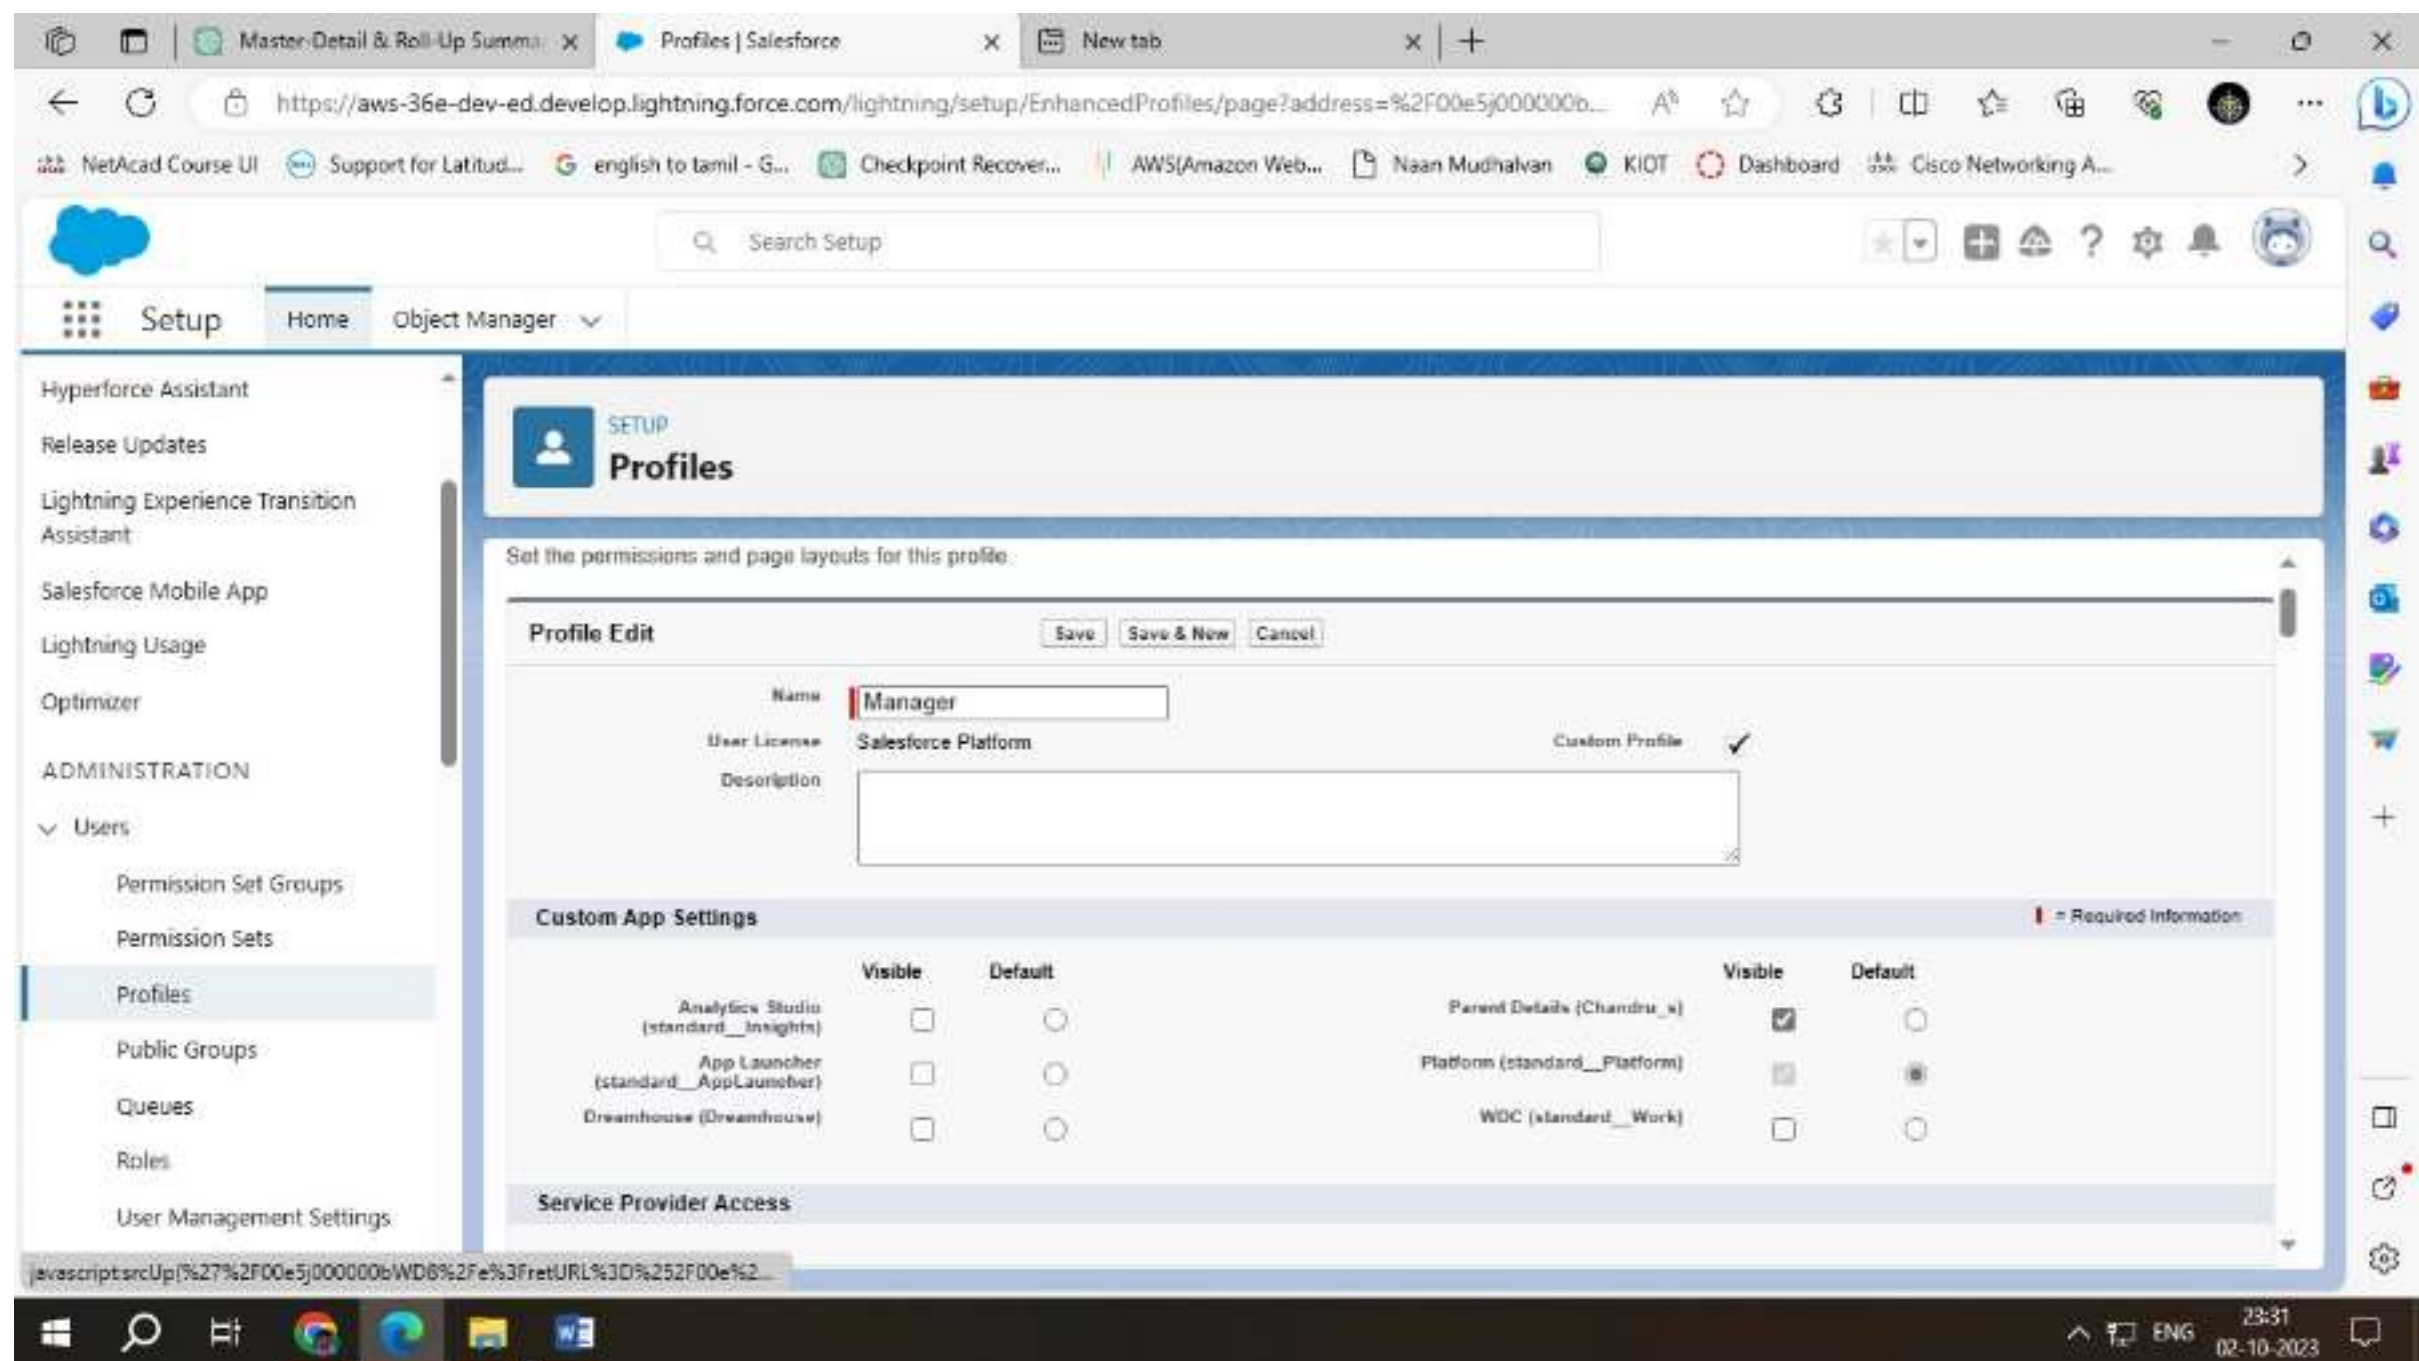 Master-Detail & Roll-Up Summa
Profiles | Salesforce
New tab
https://aws-36e-dev-ed.develop.lightning.force.com/lightning/setup/EnhancedProfiles/page?address=%2F00e5j000000b...
NetAcad Course UI
Support for Latitud...
english to tamil - G...
Checkpoint Recover...
AWS(Amazon Web...
Naan Mudhalvan
KIOT
Dashboard
Cisco Networking A...
Search Setup
Setup
Home
Object Manager
Hyperforce Assistant
Release Updates
Lightning Experience Transition
Assistant
Salesforce Mobile App
Lightning Usage
Optimizer
ADMINISTRATION
Users
Permission Set Groups
Permission Sets
Profiles
Public Groups
Queues
Roles
User Management Settings
SETUP
Profiles
Set the permissions and page layouts for this profile.
Profile Edit
Save
Save & New
Cancel
Name
Manager
User License
Salesforce Platform
Custom Profile
Description
Custom App Settings
= Required Information
Visible
Default
Visible
Default
Analytics Studio
(standard__Insights)
Parent Details (Chandru_s)
App Launcher
(standard__AppLauncher)
Platform (standard__Platform)
Dreamhouse (Dreamhouse)
WDC (standard__Work)
Service Provider Access
javascript:srcUp(%27%2F00e5j000000bWD8%2Fe%3FretURL%3D%252F00e%2...
ENG
23:31
02-10-2023